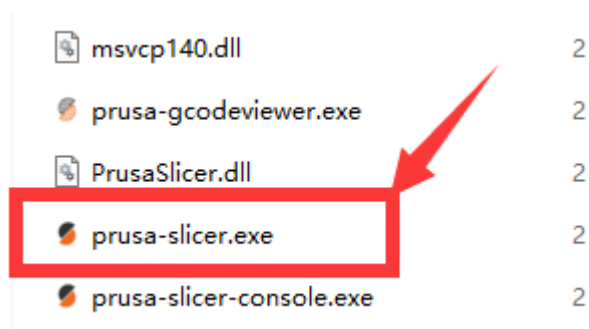 msvcp140.dll 2
prusa-gcodeviewer.exe 2
PrusaSlicer.dll 2
prusa-slicer.exe 2
prusa-slicer-console.exe 2